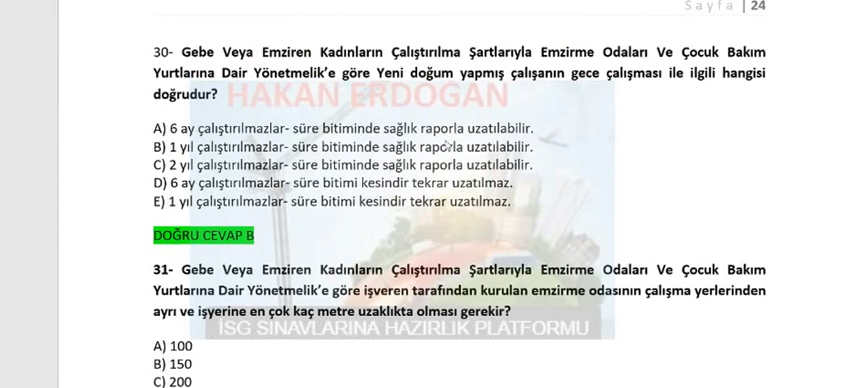 Sayfa | 24
30- Gebe Veya Emziren Kadınların Çalıştırılma Şartlarıyla Emzirme Odaları Ve Çocuk Bakım
Yurtlarına Dair Yönetmelik’e göre Yeni doğum yapmış çalışanın gece çalışması ile ilgili hangisi
doğrudur?
HAKAN ERDOGAN
A) 6 ay çalıştırılmazlar- süre bitiminde sağlık raporla uzatılabilir.
B) 1 yıl çalıştırılmazlar- süre bitiminde sağlık raporla uzatılabilir.
C) 2 yıl çalıştırılmazlar- süre bitiminde sağlık raporla uzatılabilir.
D) 6 ay çalıştırılmazlar- süre bitimi kesindir tekrar uzatılmaz.
E) 1 yıl çalıştırılmazlar- süre bitimi kesindir tekrar uzatılmaz.
DOĞRU CEVAP B
31- Gebe Veya Emziren Kadınların Çalıştırılma Şartlarıyla Emzirme Odaları Ve Çocuk Bakım
Yurtlarına Dair Yönetmelik’e göre işveren tarafından kurulan emzirme odasının çalışma yerlerinden
ayrı ve işyerine en çok kaç metre uzaklıkta olması gerekir?
İSG SINAVLARINA HAZIRLIK PLATFORMU
A) 100
B) 150
C) 200